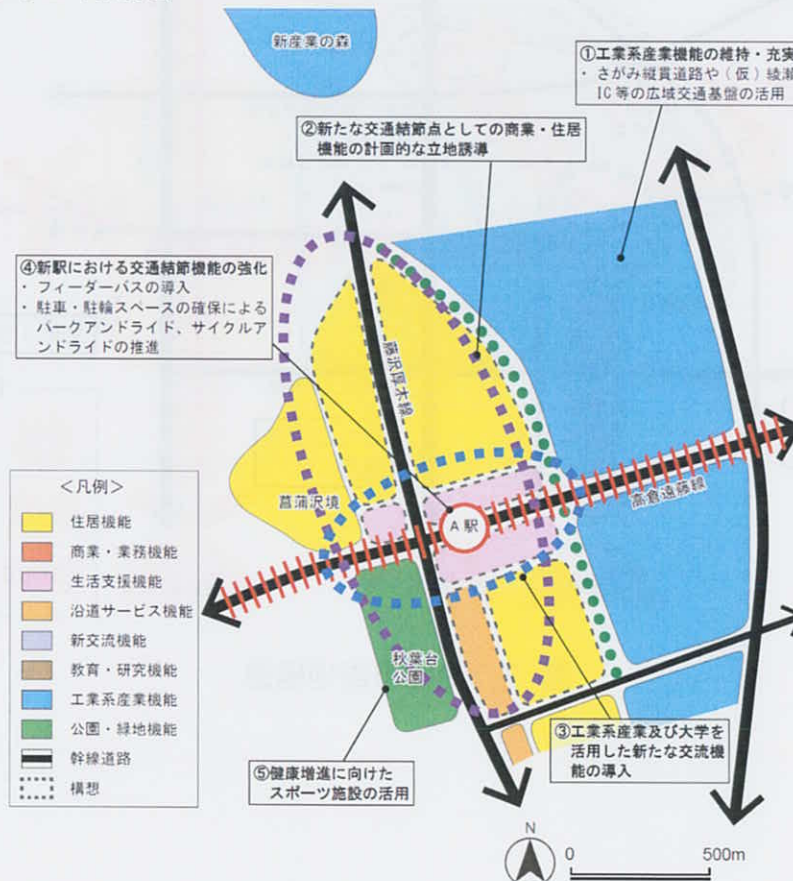 新産業の森
①工業系産業機能の維持・充実
・ さがみ縦貫道路や(仮)綾瀬
IC等の広域交通基盤の活用
②新たな交通結節点としての商業・住居
機能の計画的な立地誘導
④新駅における交通結節機能の強化
・ フィーダーバスの導入
・ 駐車・駐輪スペースの確保による
パークアンドライド、サイクルア
ンドライドの推進
藤沢厚木線
<凡例>
住居機能
商業・業務機能
生活支援機能
沿道サービス機能
新交流機能
教育・研究機能
工業系産業機能
公園・緑地機能
幹線道路
構想
菖蒲沢境
A駅
高倉遠藤線
秋葉台
公園
③工業系産業及び大学を
活用した新たな交流機
能の導入
⑤健康増進に向けた
スポーツ施設の活用
N
0
500m